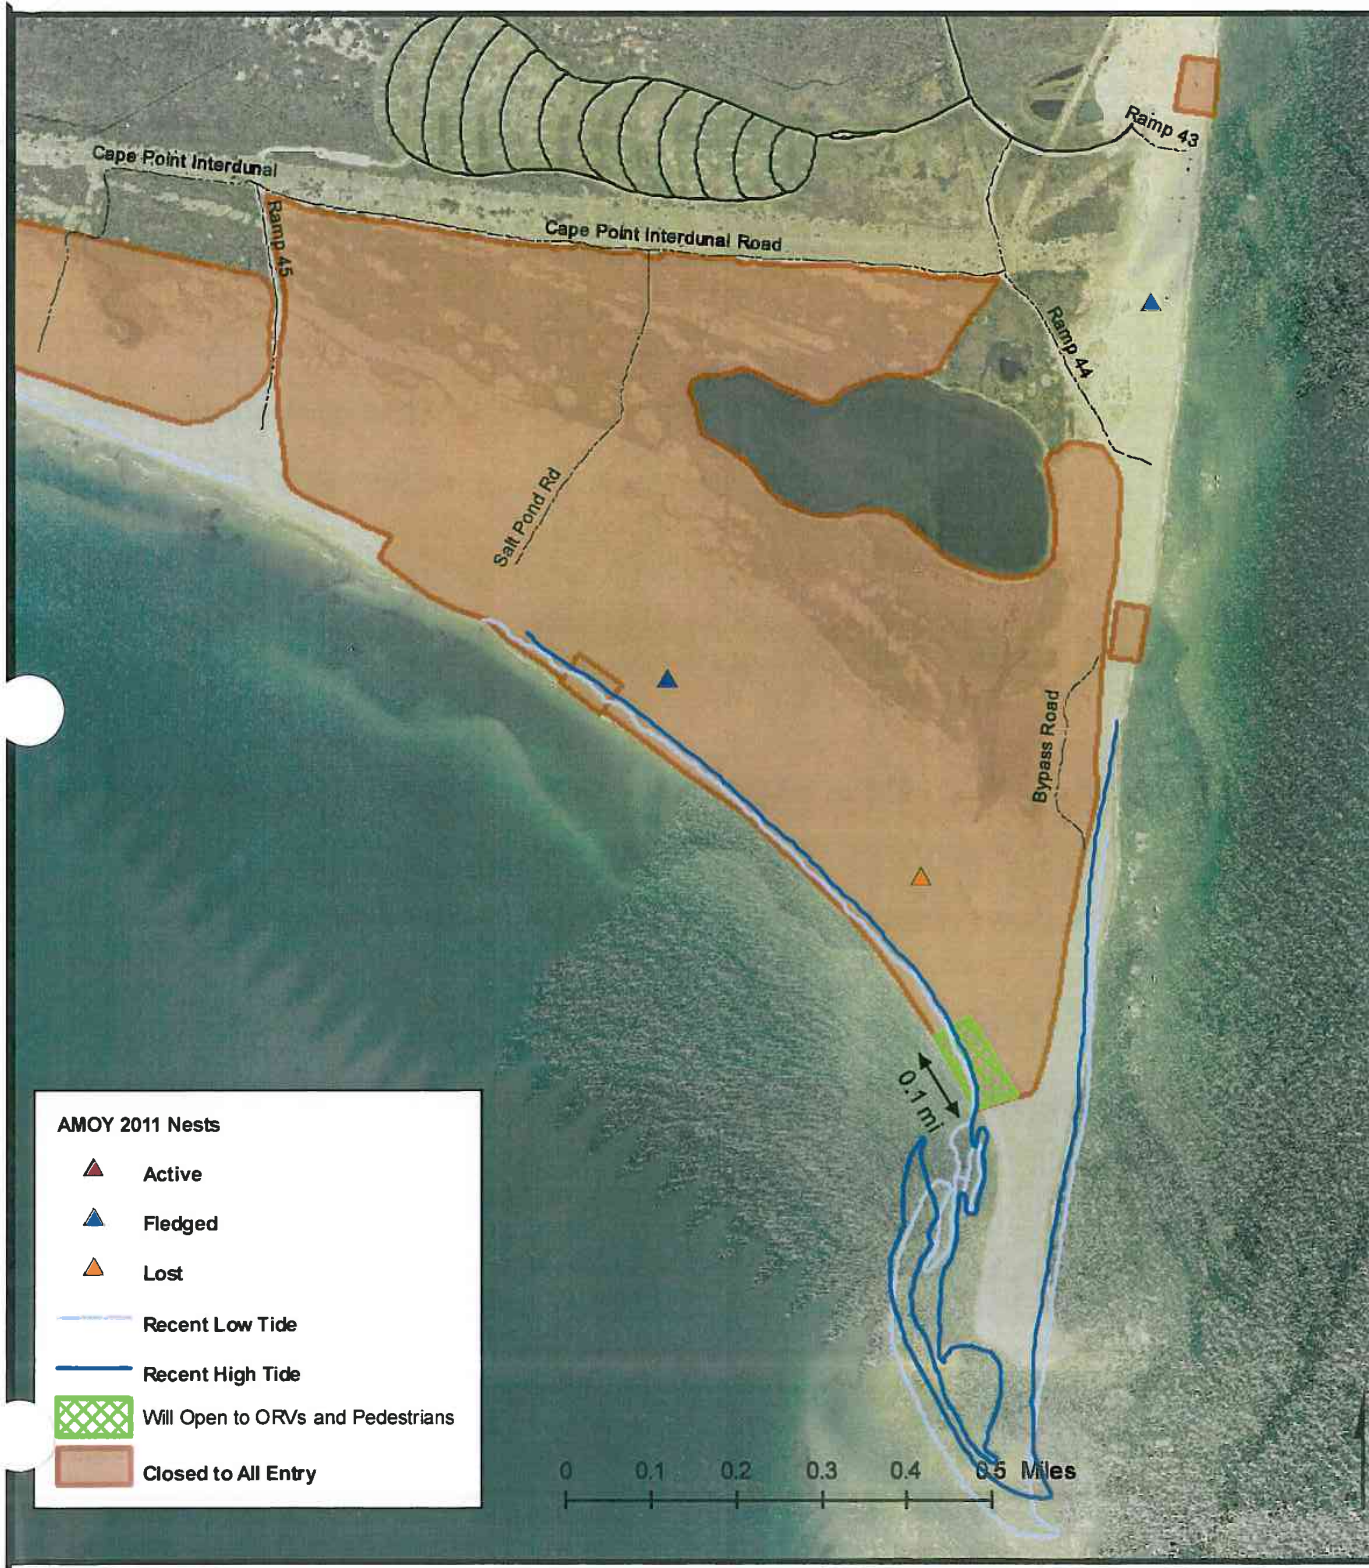 Ramp 43
Cape Point Interdunal
Ramp 45
Cape Point Interdunal Road
Ramp 44
Salt Pond Rd
Bypass Road
0.1 mi
AMOY 2011 Nests
Active
Fledged
Lost
Recent Low Tide
Recent High Tide
Will Open to ORVs and Pedestrians
Closed to All Entry
0 0.1 0.2 0.3 0.4 0.5 Miles